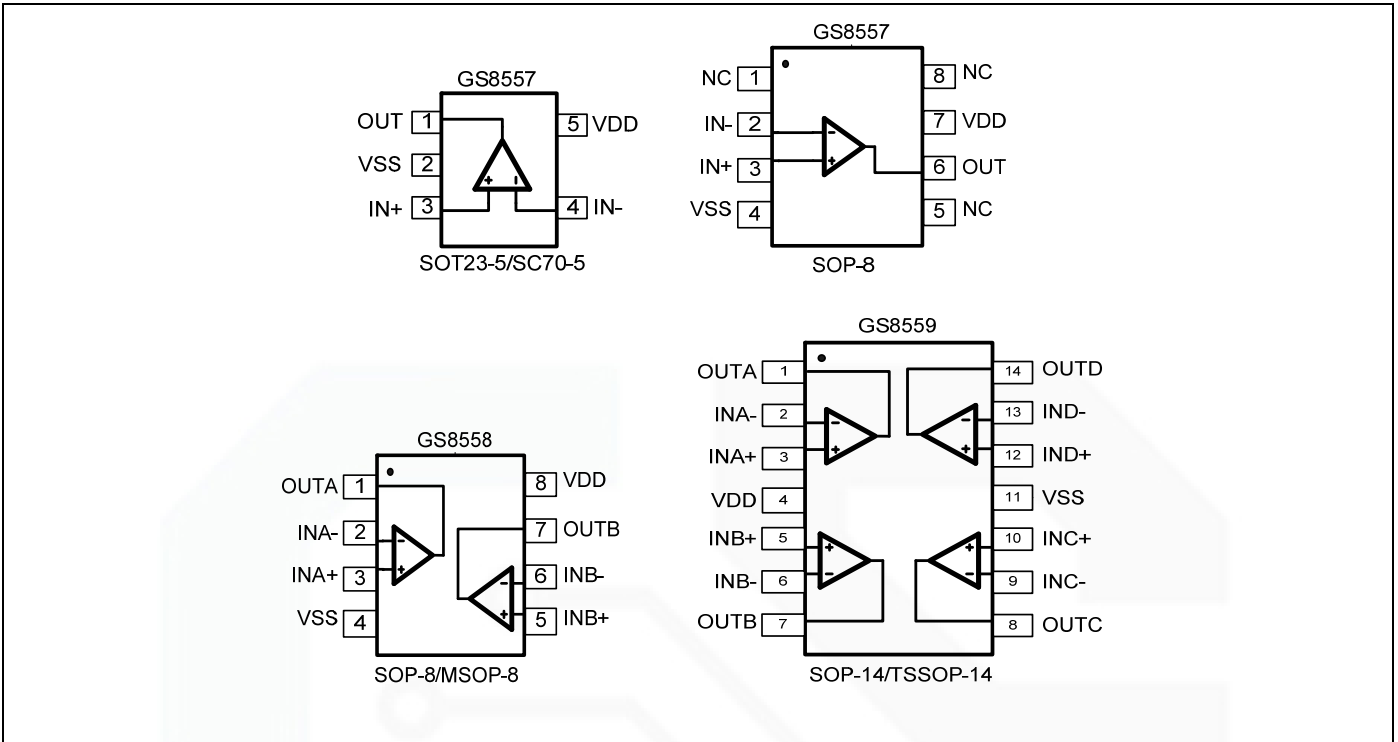 GS8557
OUT 1
5 VDD
VSS 2
IN+ 3
4 IN-
+ -
SOT23-5/SC70-5
GS8557
NC 1
8 NC
IN- 2
7 VDD
IN+ 3
6 OUT
VSS 4
5 NC
-
+
SOP-8
GS8558
OUTA 1
8 VDD
INA- 2
7 OUTB
INA+ 3
6 INB-
VSS 4
5 INB+
-
+
-
+
SOP-8/MSOP-8
GS8559
OUTA 1
14 OUTD
INA- 2
13 IND-
INA+ 3
12 IND+
VDD 4
11 VSS
INB+ 5
10 INC+
INB- 6
9 INC-
OUTB 7
8 OUTC
-
+
-
+
+
-
+
-
SOP-14/TSSOP-14